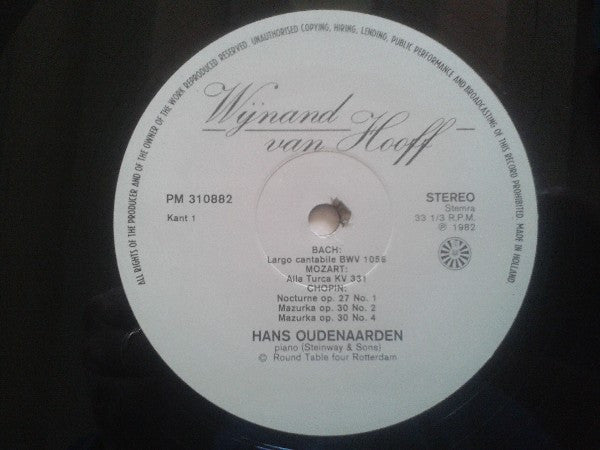 ALL RIGHTS OF THE PRODUCER AND OF THE OWNER OF THE WORK REPRODUCED RESERVED. UNAUTHORISED COPYING, HIRING, LENDING, PUBLIC PERFORMANCE AND BROADCASTING OF THIS RECORD PROHIBITED. MADE IN HOLLAND
Wijnand
van Hooff
PM 310882
Kant 1
STEREO
Stemra
33 1/3 R.P.M.
℗ 1982
BACH:
Largo cantabile BWV 1056
MOZART:
Alla Turca KV 331
CHOPIN:
Nocturne op. 27 No. 1
Mazurka op. 30 No. 2
Mazurka op. 30 No. 4
HANS OUDENAARDEN
piano (Steinway & Sons)
© Round Table four Rotterdam